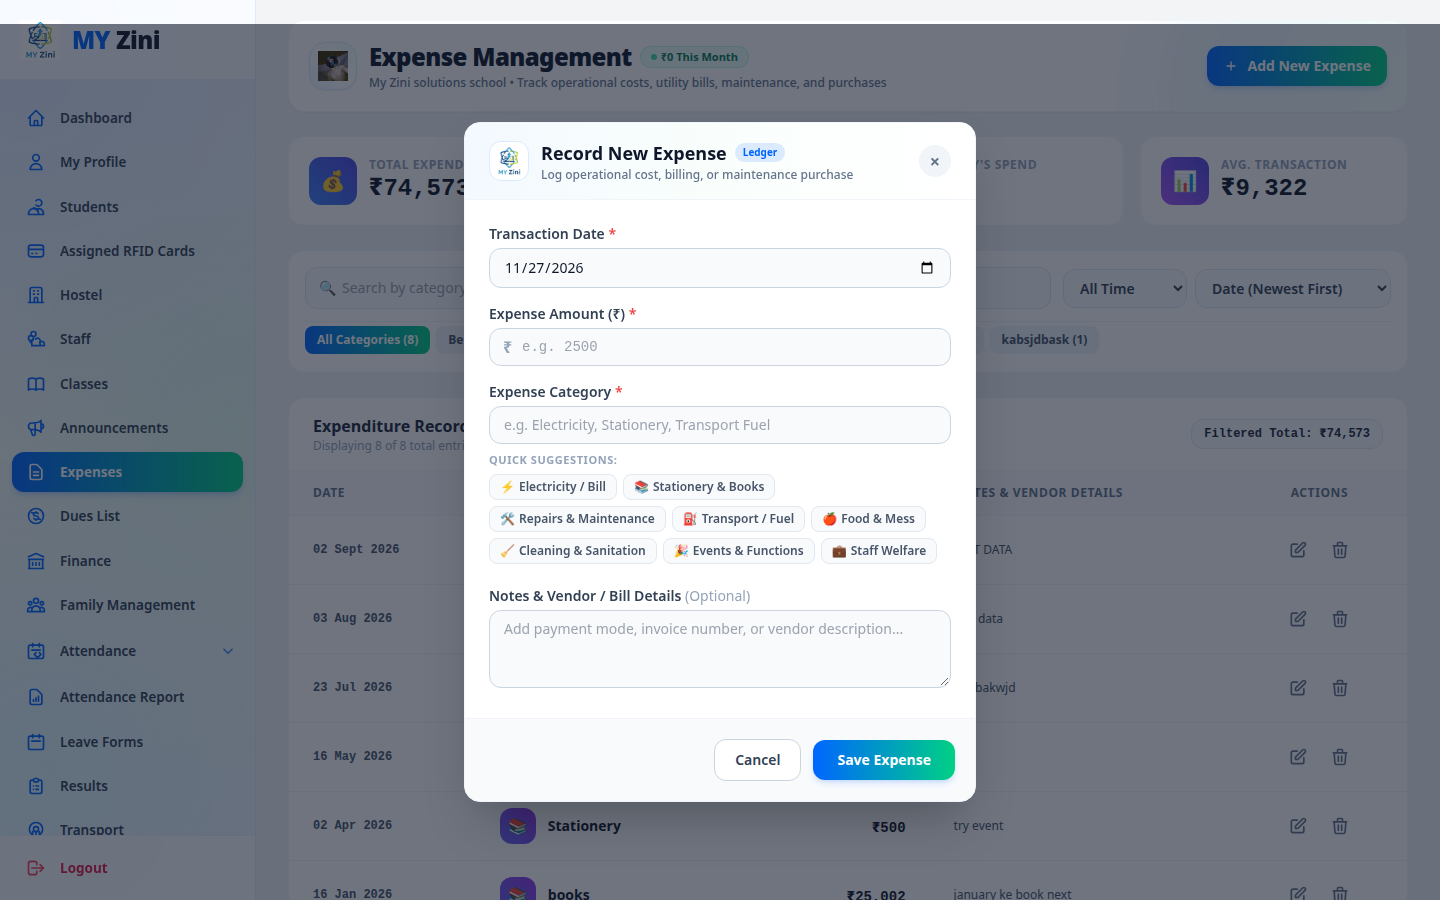 MY Zini
MY Zini
Dashboard
My Profile
Students
Assigned RFID Cards
Hostel
Staff
Classes
Announcements
Expenses
Dues List
Finance
Family Management
Attendance
Attendance Report
Leave Forms
Results
Transport
Logout
Expense Management
₹0 This Month
My Zini solutions school • Track operational costs, utility bills, maintenance, and purchases
+ Add New Expense
TOTAL EXPEND
₹74,573
'S SPEND
AVG. TRANSACTION
₹9,322
Search by category
All Time
Date (Newest First)
All Categories (8)
Be
kabsjdbask (1)
Expenditure Recor
Displaying 8 of 8 total entri
Filtered Total: ₹74,573
DATE
TES & VENDOR DETAILS
ACTIONS
02 Sept 2026
T DATA
03 Aug 2026
data
23 Jul 2026
bakwjd
16 May 2026
02 Apr 2026
Stationery
₹500
try event
16 Jan 2026
books
₹25,002
january ke book next
MY Zini
Record New Expense
Ledger
Log operational cost, billing, or maintenance purchase
×
Transaction Date *
11/27/2026
Expense Amount (₹) *
₹ e.g. 2500
Expense Category *
e.g. Electricity, Stationery, Transport Fuel
QUICK SUGGESTIONS:
Electricity / Bill
Stationery & Books
Repairs & Maintenance
Transport / Fuel
Food & Mess
Cleaning & Sanitation
Events & Functions
Staff Welfare
Notes & Vendor / Bill Details (Optional)
Add payment mode, invoice number, or vendor description...
Cancel
Save Expense